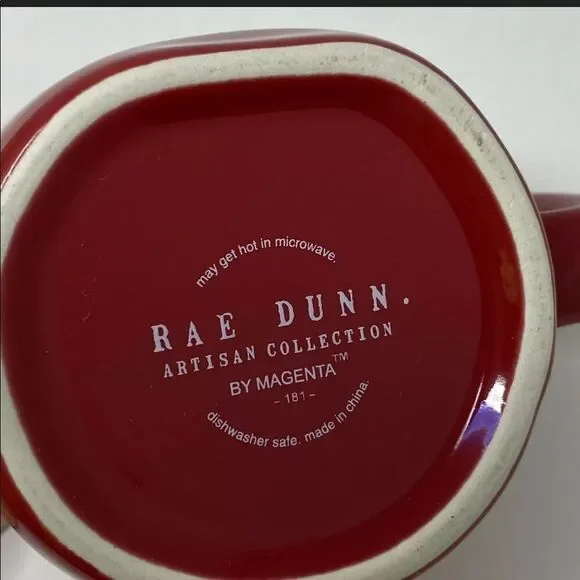 may get hot in microwave.
RAE DUNN.
ARTISAN COLLECTION
BY MAGENTA™
- 181 -
dishwasher safe. made in china.